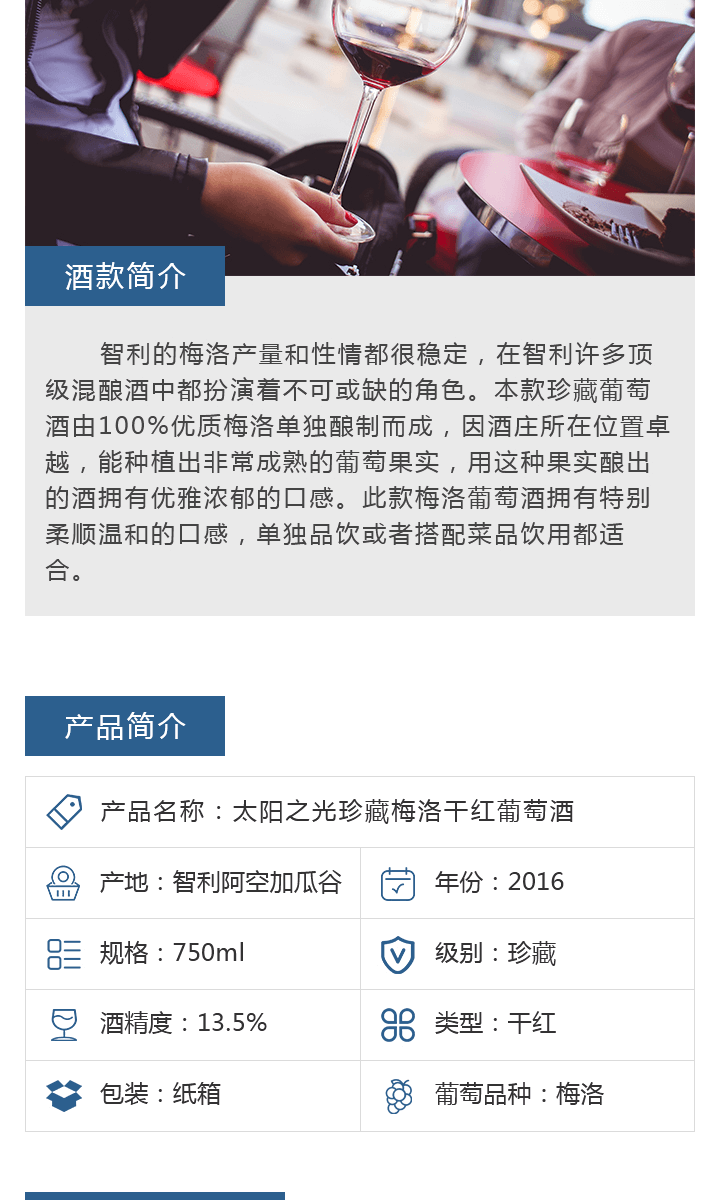 酒款简介
智利的梅洛产量和性情都很稳定，在智利许多顶
级混酿酒中都扮演着不可或缺的角色。本款珍藏葡萄
酒由100%优质梅洛单独酿制而成，因酒庄所在位置卓
越，能种植出非常成熟的葡萄果实，用这种果实酿出
的酒拥有优雅浓郁的口感。此款梅洛葡萄酒拥有特别
柔顺温和的口感，单独品饮或者搭配菜品饮用都适
合。
产品简介
产品名称：太阳之光珍藏梅洛干红葡萄酒
产地：智利阿空加瓜谷
年份：2016
规格：750ml
级别：珍藏
酒精度：13.5%
类型：干红
包装：纸箱
葡萄品种：梅洛